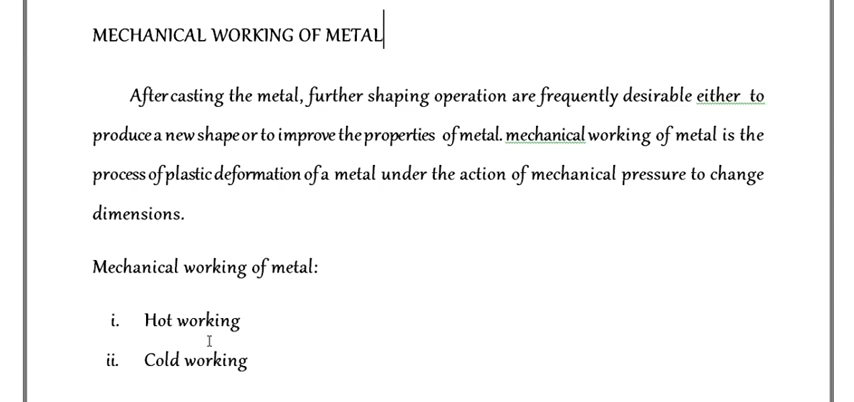 MECHANICAL WORKING OF METAL
After casting the metal, further shaping operation are frequently desirable either to
produce a new shape or to improve the properties of metal. mechanical working of metal is the
process of plastic deformation of a metal under the action of mechanical pressure to change
dimensions.
Mechanical working of metal:
i. Hot working
ii. Cold working